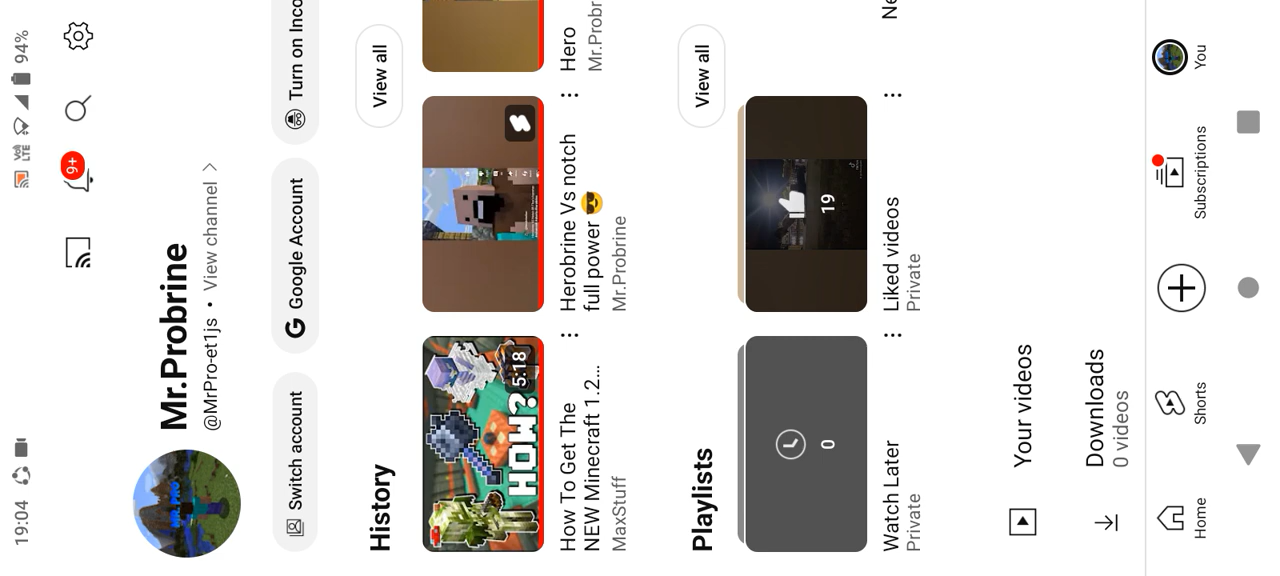 19:04
Vo) LTE 94%
9+
Mr.Probrine
@MrPro-et1js • View channel >
Switch account
Google Account
Turn on Inco
History
View all
HOW?
5:18
How To Get The
NEW Minecraft 1.2...
MaxStuff
Herobrine Vs notch
full power 😎
Mr.Probrine
Hero
Mr.Probr
Playlists
View all
0
Watch Later
Private
19
Liked videos
Private
Ne
Your videos
Downloads
0 videos
Home
Shorts
Subscriptions
You